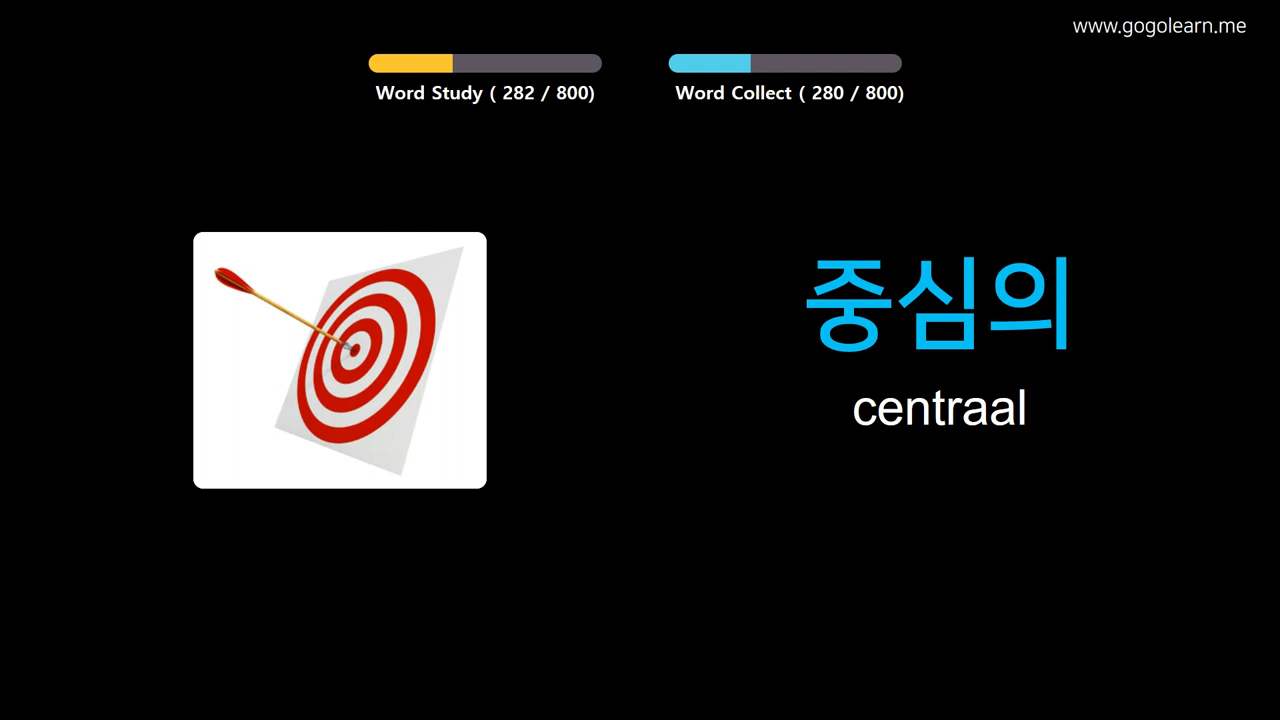 www.gogolearn.me
Word Study ( 282 / 800)
Word Collect ( 280 / 800)
중심의
centraal